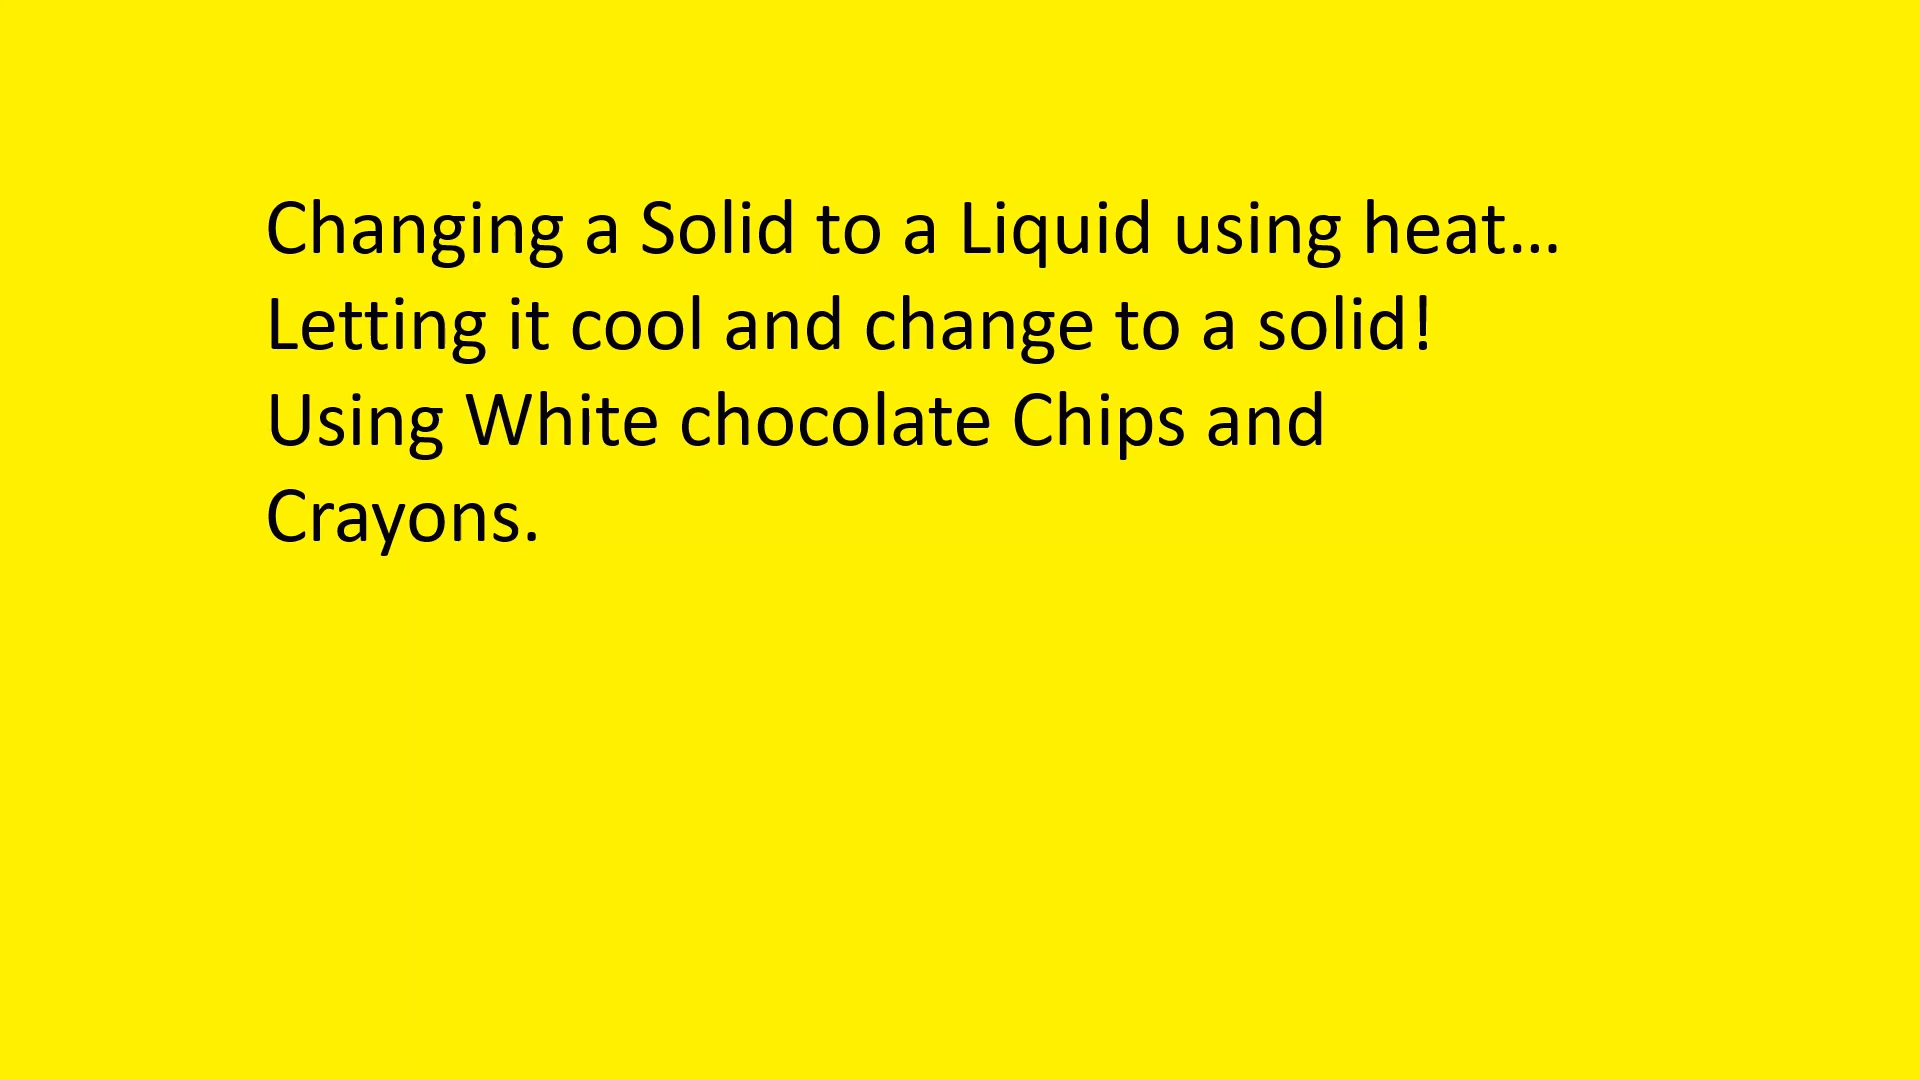 Changing a Solid to a Liquid using heat...
Letting it cool and change to a solid!
Using White chocolate Chips and
Crayons.